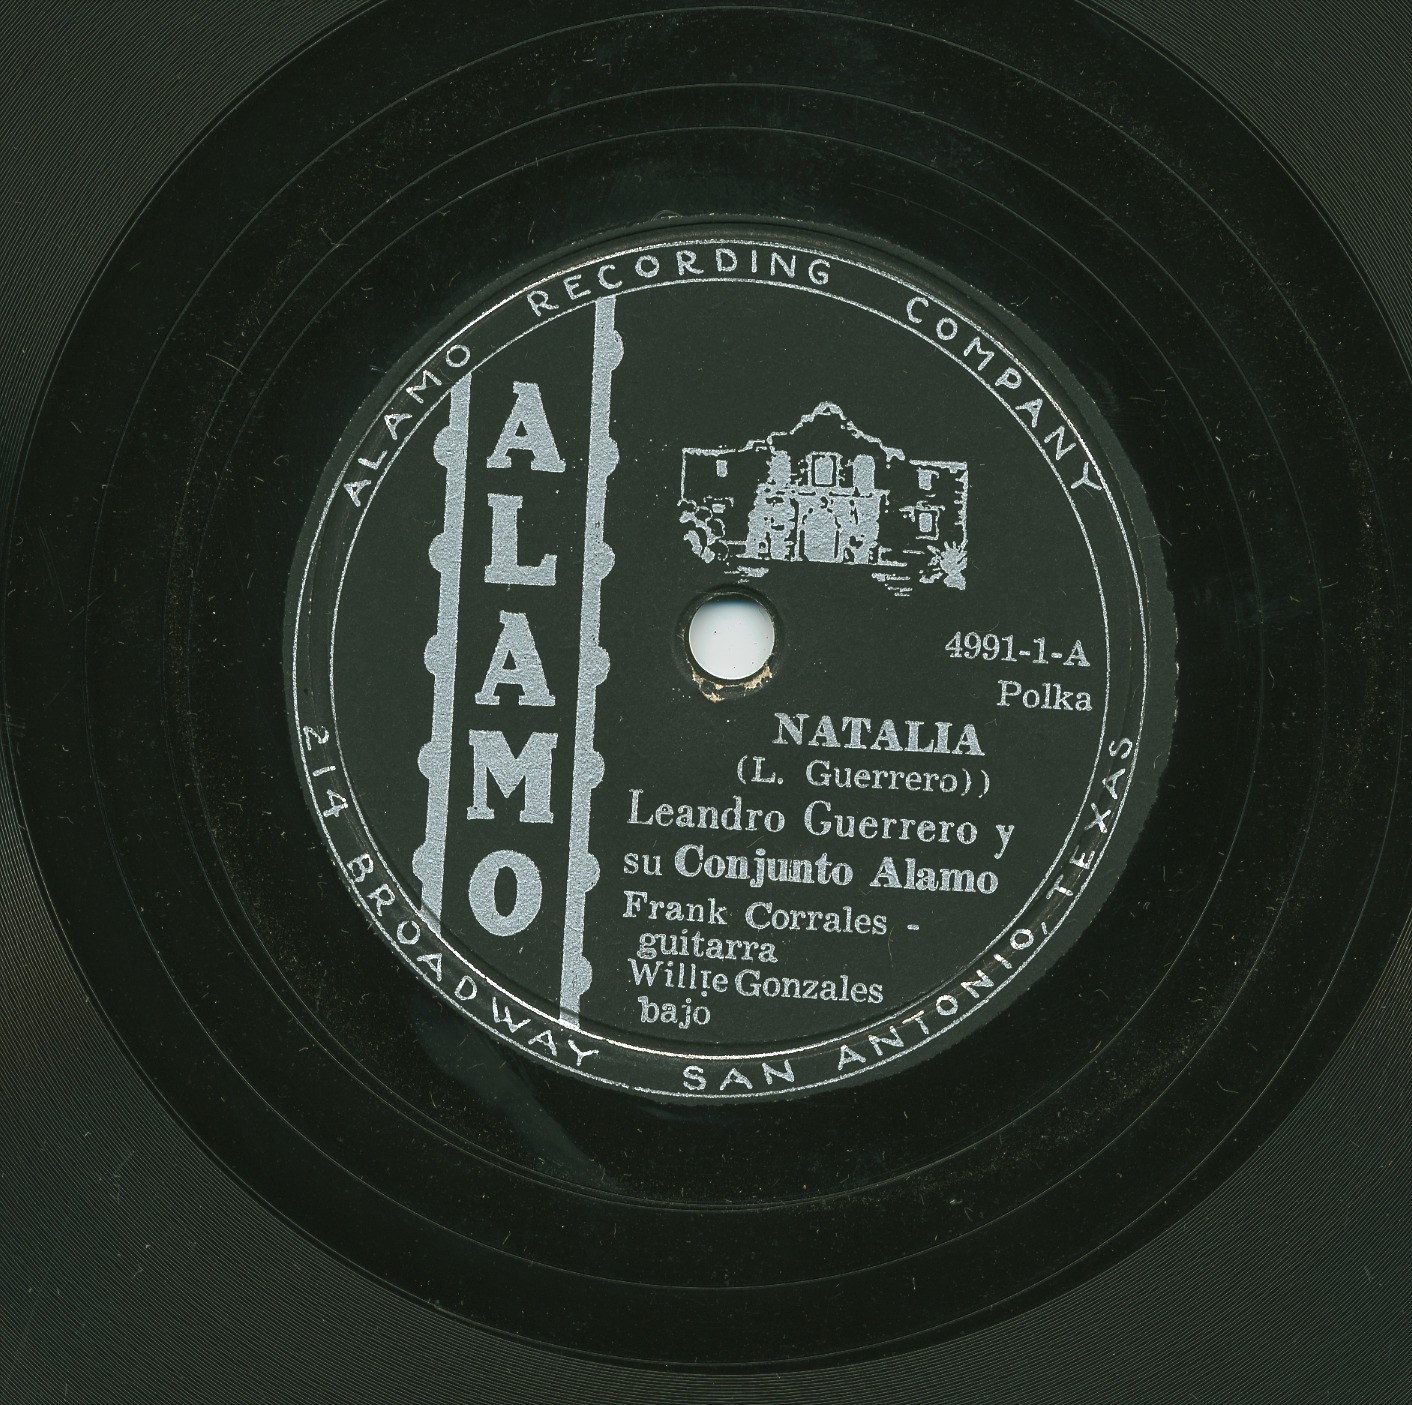 ALAMO RECORDING COMPANY
ALAMO
4991-1-A
Polka
NATALIA
(L. Guerrero))
Leandro Guerrero y
su Conjunto Alamo
Frank Corrales -
guitarra
Willie Gonzales
bajo
214 BROADWAY SAN ANTONIO, TEXAS